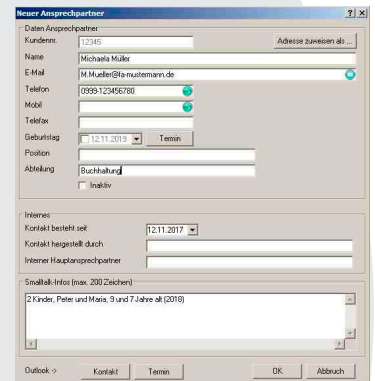 Neuer Ansprechpartner
Daten Ansprechpartner
Kundennr. 12345 Adresse zuweisen als ...
Name Michaela Müller
E-Mail M.Mueller@fa-mustermann.de
Telefon 0999-123456780
Mobil
Telefax
Geburtstag 12.11.2019 Termin
Position
Abteilung Buchhaltung
Inaktiv
Internes
Kontakt besteht seit 12.11.2017
Kontakt hergestellt durch
Interner Hauptansprechpartner
Smalltalk-Infos (max. 200 Zeichen)
2 Kinder, Peter und Maria, 9 und 7 Jahre alt (2018)
Outlook -> Kontakt Termin OK Abbruch